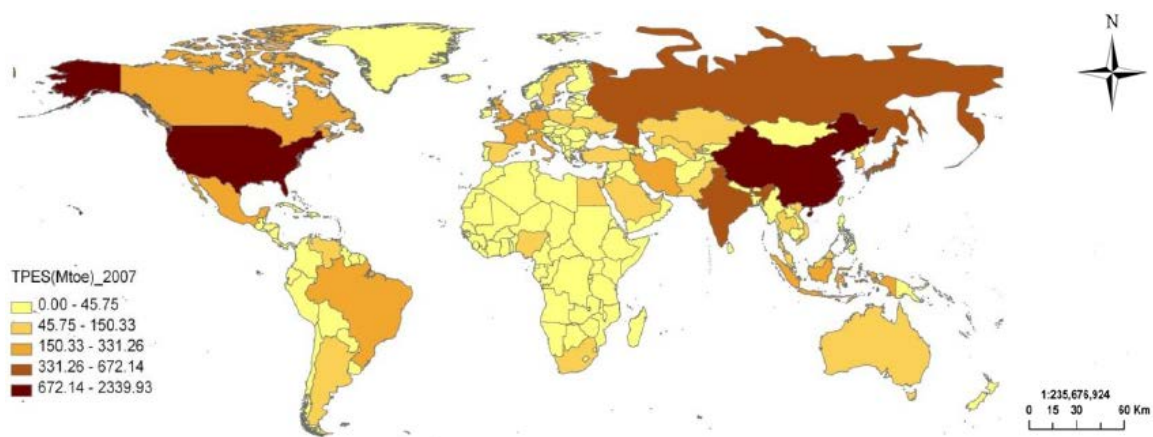 N
TPES(Mtoe)_2007
0.00 - 45.75
45.75 - 150.33
150.33 - 331.26
331.26 - 672.14
672.14 - 2339.93
1:235,676,924
0 15 30 60 Km